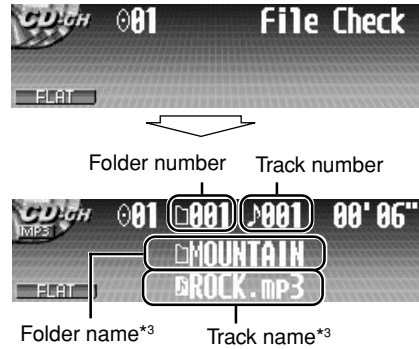 CD-CH 01 File Check
FLAT
Folder number Track number
CD-CH MP3 01 001 001 00'06"
MOUNTAIN
FLAT ROCK.mp3
Folder name*3 Track name*3